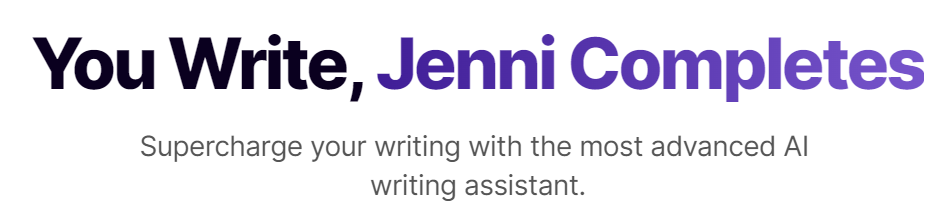 You Write, Jenni Completes
Supercharge your writing with the most advanced AI
writing assistant.